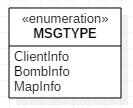 «enumeration»
MSGTYPE
ClientInfo
BombInfo
MapInfo